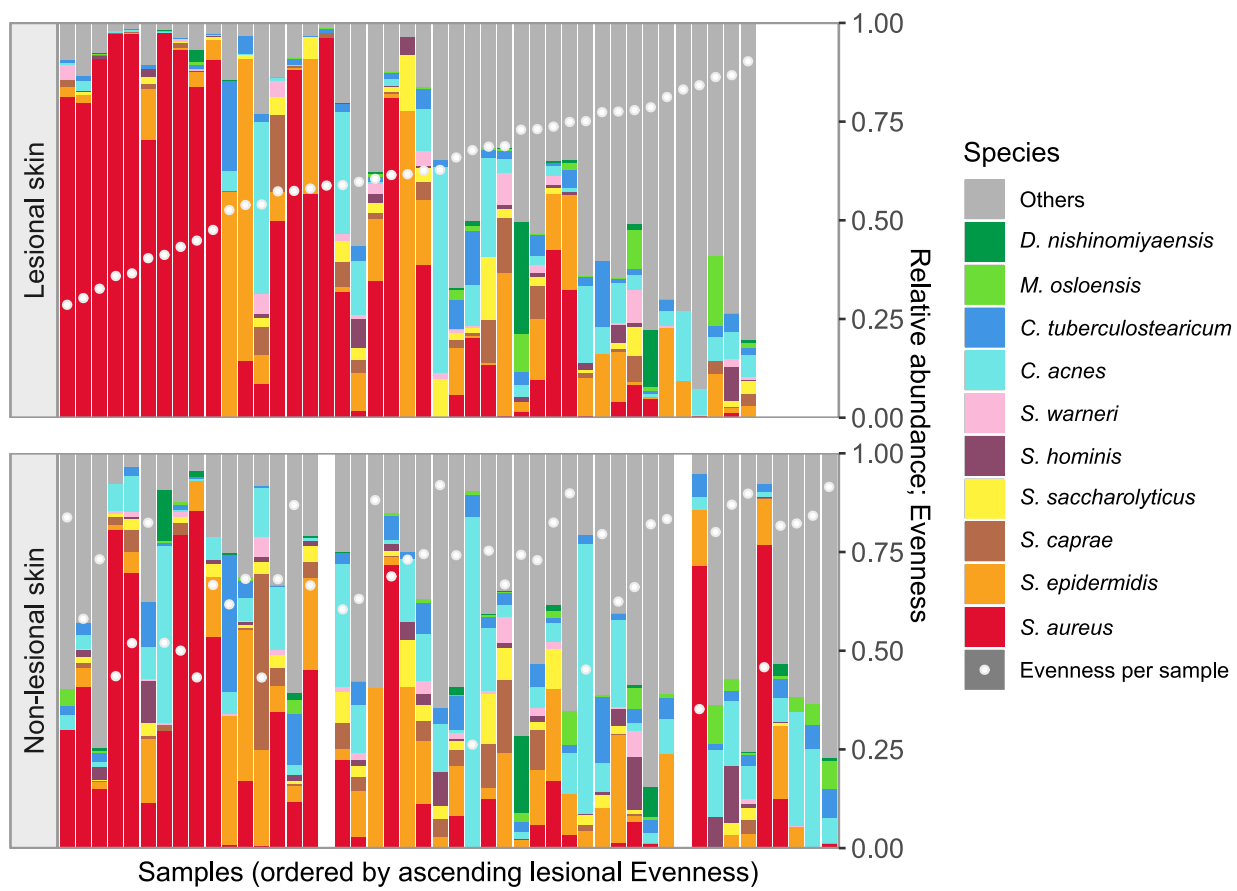 Lesional skin
1.00
0.75
0.50
0.25
0.00
Non-lesional skin
1.00
0.75
0.50
0.25
0.00
Relative abundance; Evenness
Samples (ordered by ascending lesional Evenness)
Species
Others
D. nishinomiyaensis
M. osloensis
C. tuberculostearicum
C. acnes
S. warneri
S. hominis
S. saccharolyticus
S. caprae
S. epidermidis
S. aureus
Evenness per sample